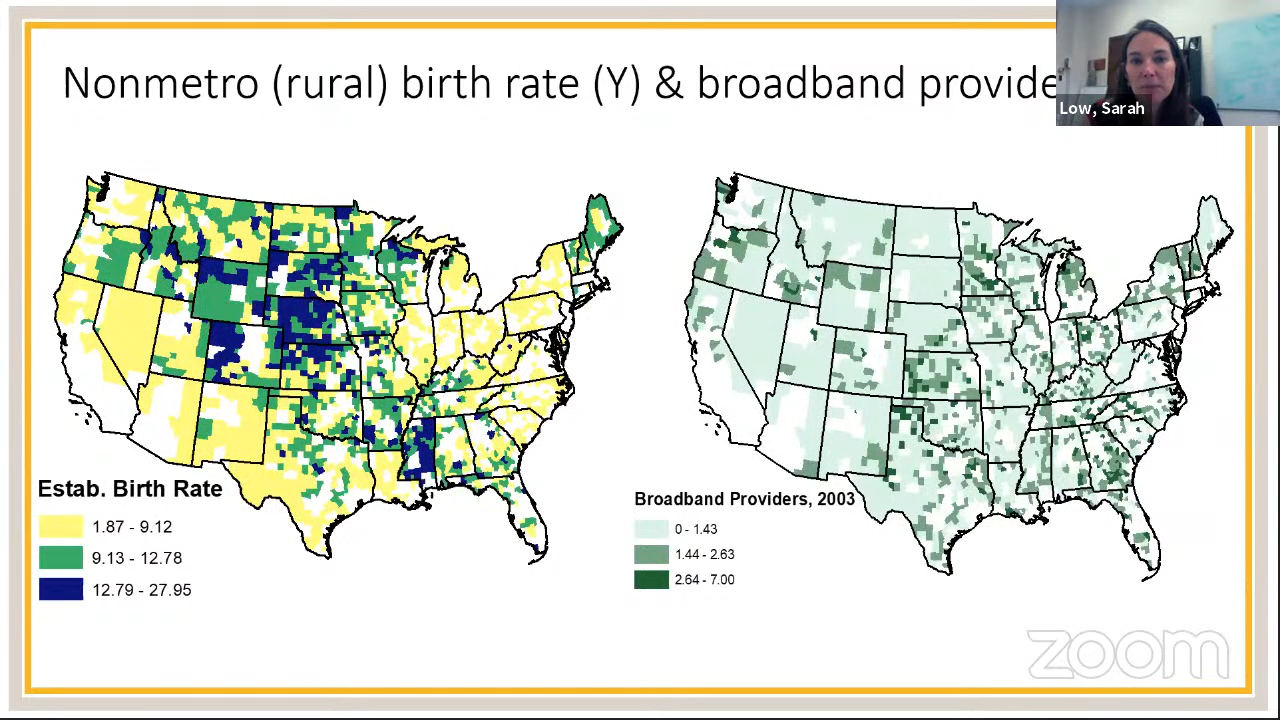 Nonmetro (rural) birth rate (Y) & broadband provide
Low, Sarah
Estab. Birth Rate
1.87 - 9.12
9.13 - 12.78
12.79 - 27.95
Broadband Providers, 2003
0 - 1.43
1.44 - 2.63
2.64 - 7.00
zoom